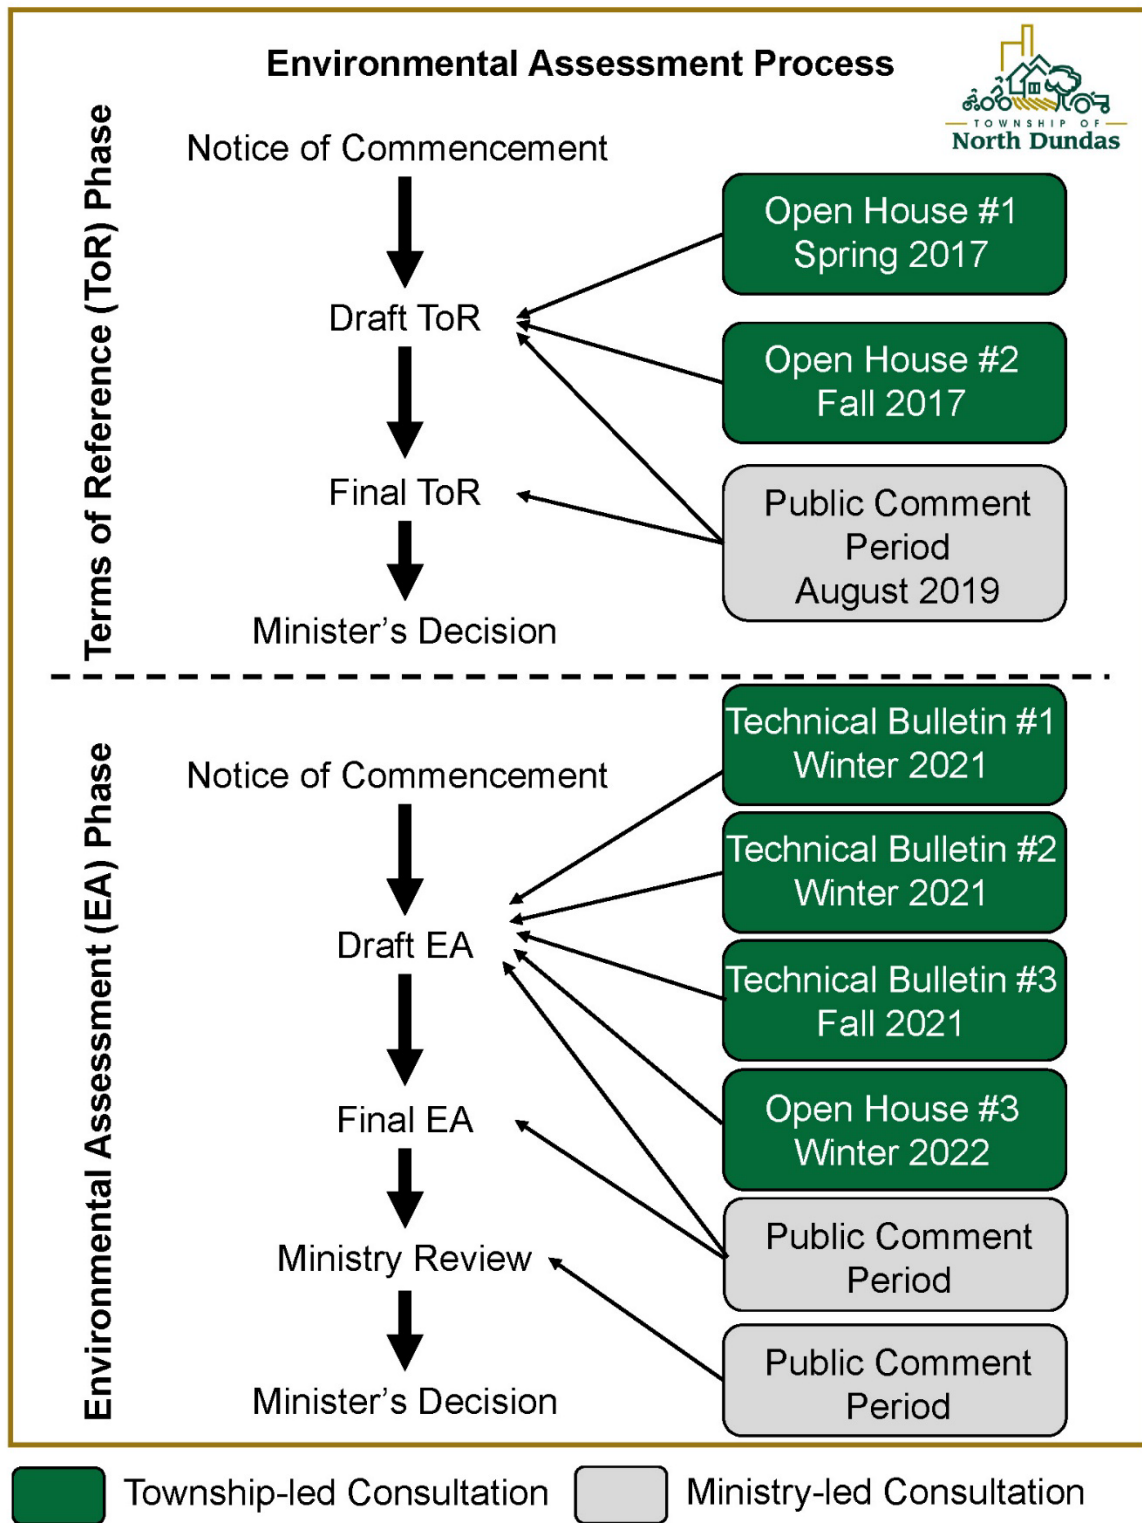 Environmental Assessment Process
TOWNSHIP OF
North Dundas
Terms of Reference (ToR) Phase
Notice of Commencement
Draft ToR
Final ToR
Minister’s Decision
Open House #1
Spring 2017
Open House #2
Fall 2017
Public Comment
Period
August 2019
Environmental Assessment (EA) Phase
Notice of Commencement
Draft EA
Final EA
Ministry Review
Minister’s Decision
Technical Bulletin #1
Winter 2021
Technical Bulletin #2
Winter 2021
Technical Bulletin #3
Fall 2021
Open House #3
Winter 2022
Public Comment
Period
Public Comment
Period
Township-led Consultation
Ministry-led Consultation